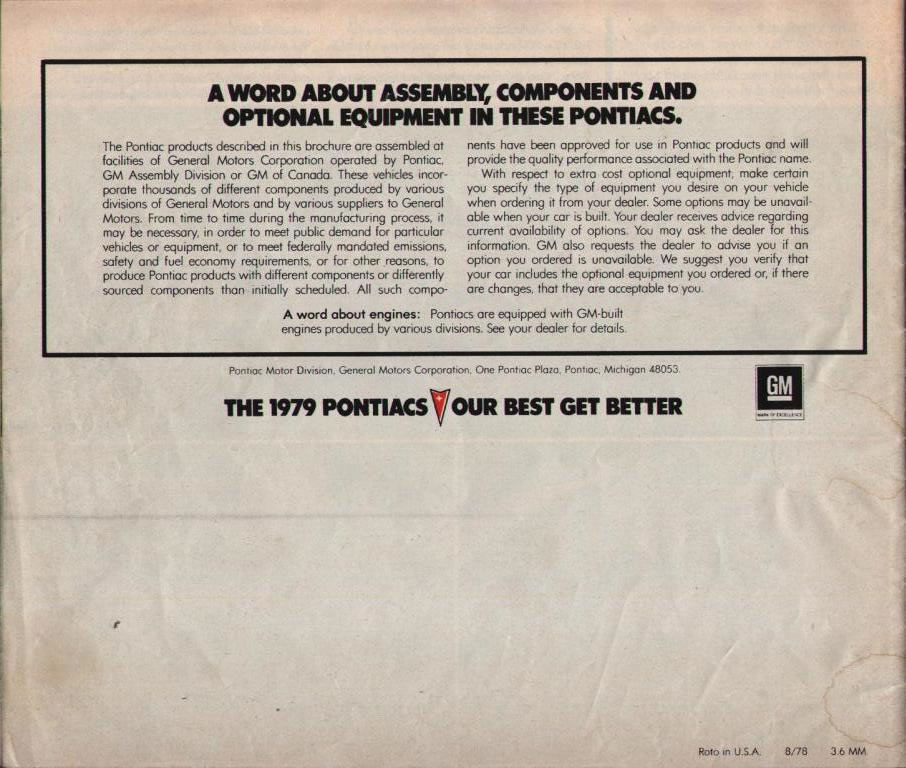 A WORD ABOUT ASSEMBLY, COMPONENTS AND
OPTIONAL EQUIPMENT IN THESE PONTIACS.
The Pontiac products described in this brochure are assembled at
facilities of General Motors Corporation operated by Pontiac,
GM Assembly Division or GM of Canada. These vehicles incor-
porate thousands of different components produced by various
divisions of General Motors and by various suppliers to General
Motors. From time to time during the manufacturing process, it
may be necessary, in order to meet public demand for particular
vehicles or equipment, or to meet federally mandated emissions,
safety and fuel economy requirements, or for other reasons, to
produce Pontiac products with different components or differently
sourced components than initially scheduled. All such compo-
nents have been approved for use in Pontiac products and will
provide the quality performance associated with the Pontiac name.
With respect to extra cost optional equipment, make certain
you specify the type of equipment you desire on your vehicle
when ordering it from your dealer. Some options may be unavail-
able when your car is built. Your dealer receives advice regarding
current availability of options. You may ask the dealer for this
information. GM also requests the dealer to advise you if an
option you ordered is unavailable. We suggest you verify that
your car includes the optional equipment you ordered or, if there
are changes, that they are acceptable to you.
A word about engines: Pontiacs are equipped with GM-built
engines produced by various divisions. See your dealer for details.
Pontiac Motor Division, General Motors Corporation, One Pontiac Plaza, Pontiac, Michigan 48053.
THE 1979 PONTIACS OUR BEST GET BETTER
GM
MARK OF EXCELLENCE
Roto in U.S.A. 8/78 3.6 MM